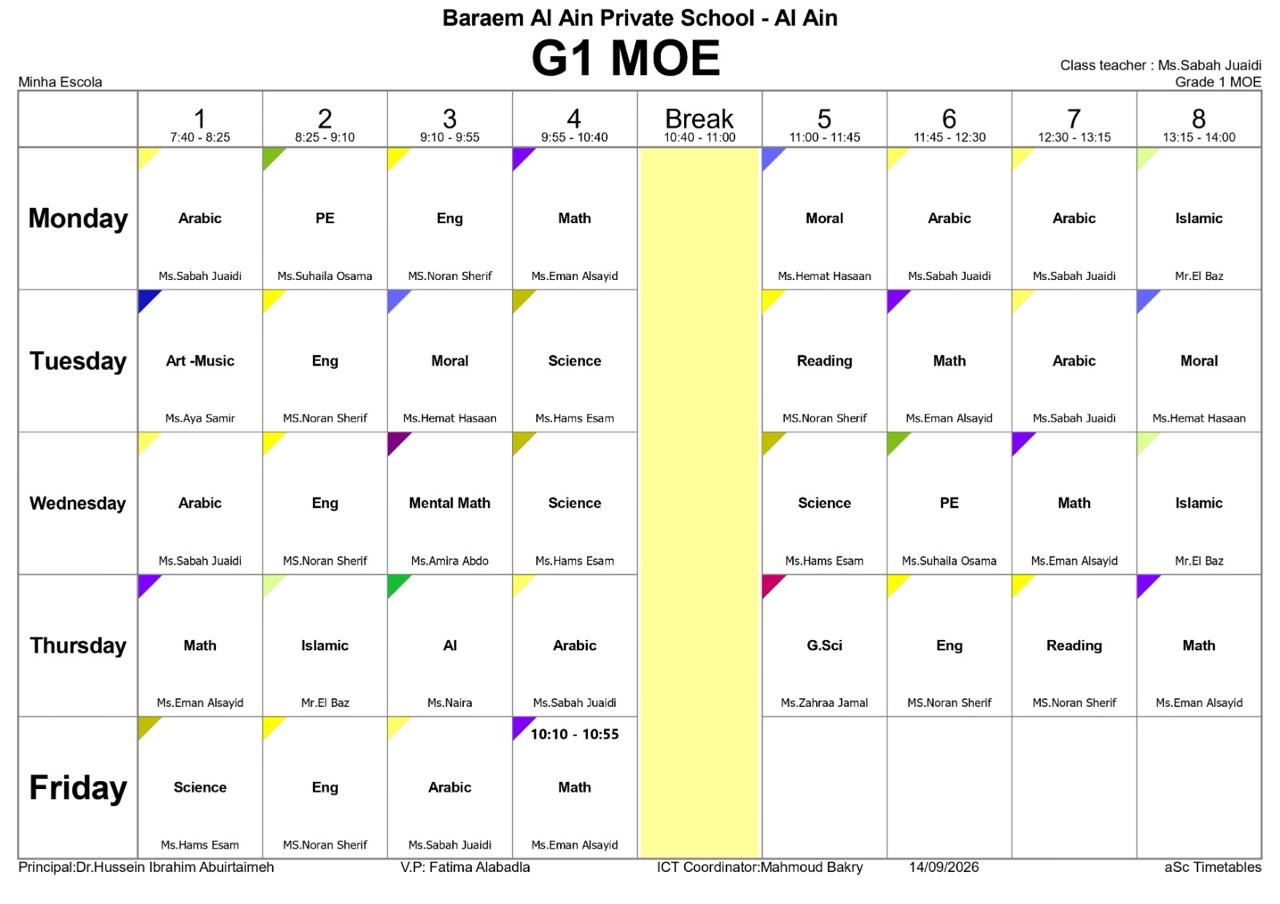 Baraem Al Ain Private School - Al Ain
G1 MOE
Class teacher : Ms.Sabah Juaidi
Minha Escola
Grade 1 MOE
1 2 3 4 Break 5 6 7 8
7:40 - 8:25 8:25 - 9:10 9:10 - 9:55 9:55 - 10:40 10:40 - 11:00 11:00 - 11:45 11:45 - 12:30 12:30 - 13:15 13:15 - 14:00
Monday Arabic PE Eng Math Moral Arabic Arabic Islamic
Ms.Sabah Juaidi Ms.Suhaila Osama MS.Noran Sherif Ms.Eman Alsayid Ms.Hemat Hasaan Ms.Sabah Juaidi Ms.Sabah Juaidi Mr.El Baz
Tuesday Art -Music Eng Moral Science Reading Math Arabic Moral
Ms.Aya Samir MS.Noran Sherif Ms.Hemat Hasaan Ms.Hams Esam MS.Noran Sherif Ms.Eman Alsayid Ms.Sabah Juaidi Ms.Hemat Hasaan
Wednesday Arabic Eng Mental Math Science Science PE Math Islamic
Ms.Sabah Juaidi MS.Noran Sherif Ms.Amira Abdo Ms.Hams Esam Ms.Hams Esam Ms.Suhaila Osama Ms.Eman Alsayid Mr.El Baz
Thursday Math Islamic AI Arabic G.Sci Eng Reading Math
Ms.Eman Alsayid Mr.El Baz Ms.Naira Ms.Sabah Juaidi Ms.Zahraa Jamal MS.Noran Sherif MS.Noran Sherif Ms.Eman Alsayid
10:10 - 10:55
Friday Science Eng Arabic Math
Ms.Hams Esam MS.Noran Sherif Ms.Sabah Juaidi Ms.Eman Alsayid
Principal:Dr.Hussein Ibrahim Abuirtaimeh V.P: Fatima Alabadla ICT Coordinator:Mahmoud Bakry 14/09/2026 aSc Timetables